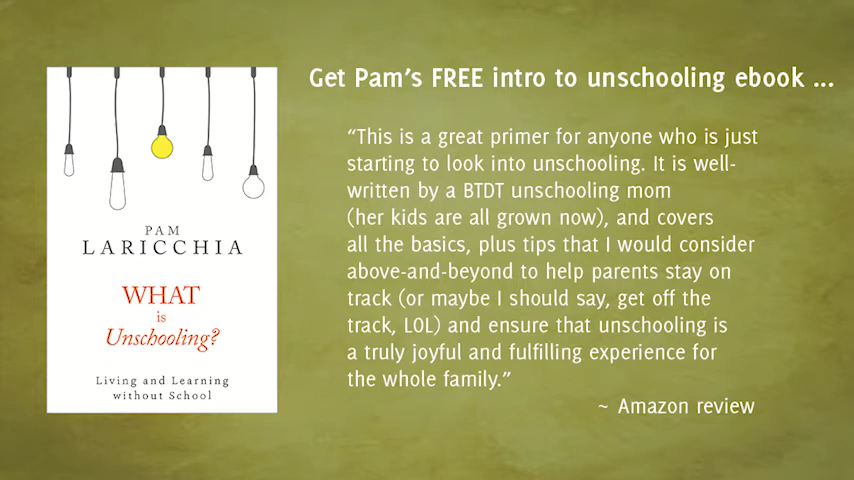 Get Pam's FREE intro to unschooling ebook ...
PAM
LARICCHIA
WHAT
is
Unschooling?
Living and Learning
without School
“This is a great primer for anyone who is just
starting to look into unschooling. It is well-
written by a BTDT unschooling mom
(her kids are all grown now), and covers
all the basics, plus tips that I would consider
above-and-beyond to help parents stay on
track (or maybe I should say, get off the
track, LOL) and ensure that unschooling is
a truly joyful and fulfilling experience for
the whole family.”
~ Amazon review